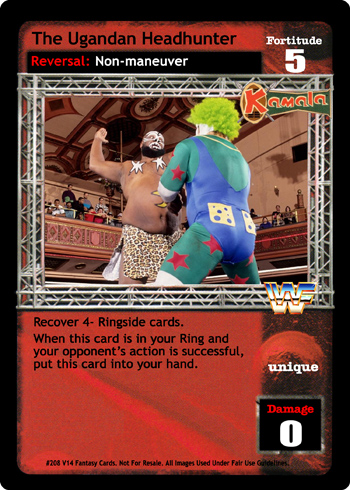 The Ugandan Headhunter
Fortitude
5
Reversal: Non-maneuver
Kamala
WF
Recover 4- Ringside cards.
When this card is in your Ring and
your opponent's action is successful,
put this card into your hand.
unique
Damage
0
#208 V14 Fantasy Cards. Not For Resale. All Images Used Under Fair Use Guidelines.